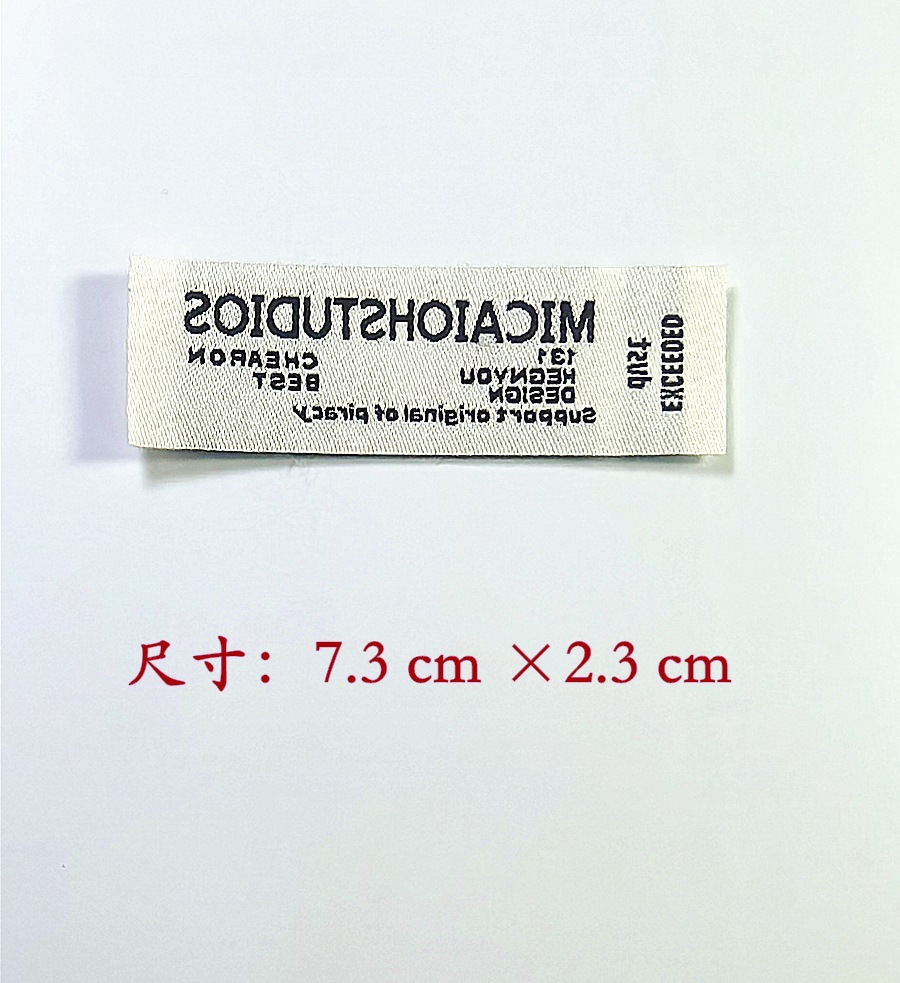 MICAIOHSTUDIOS
131
HEGNYOU
DESIGN
CHEARON
BEST
Support original of piracy
dust
EXCEEDED
尺寸：7.3 cm ×2.3 cm